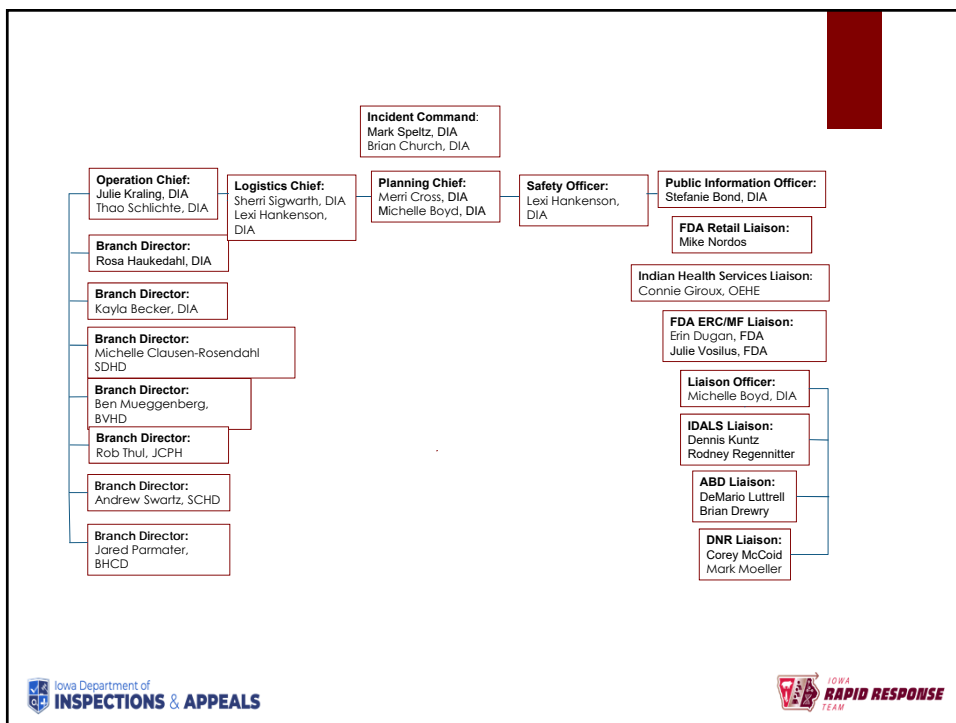 Incident Command:
Mark Speltz, DIA
Brian Church, DIA
Operation Chief:
Julie Kraling, DIA
Thao Schlichte, DIA
Logistics Chief:
Sherri Sigwarth, DIA
Lexi Hankenson,
DIA
Planning Chief:
Merri Cross, DIA
Michelle Boyd, DIA
Safety Officer:
Lexi Hankenson,
DIA
Public Information Officer:
Stefanie Bond, DIA
Branch Director:
Rosa Haukedahl, DIA
Branch Director:
Kayla Becker, DIA
Branch Director:
Michelle Clausen-Rosendahl
SDHD
Branch Director:
Ben Mueggenberg,
BVHD
Branch Director:
Rob Thul, JCPH
Branch Director:
Andrew Swartz, SCHD
Branch Director:
Jared Parmater,
BHCD
FDA Retail Liaison:
Mike Nordos
Indian Health Services Liaison:
Connie Giroux, OEHE
FDA ERC/MF Liaison:
Erin Dugan, FDA
Julie Vosilus, FDA
Liaison Officer:
Michelle Boyd, DIA
IDALS Liaison:
Dennis Kuntz
Rodney Regennitter
ABD Liaison:
DeMario Luttrell
Brian Drewry
DNR Liaison:
Corey McCoid
Mark Moeller
Iowa Department of
INSPECTIONS & APPEALS
IOWA
RAPID RESPONSE
TEAM